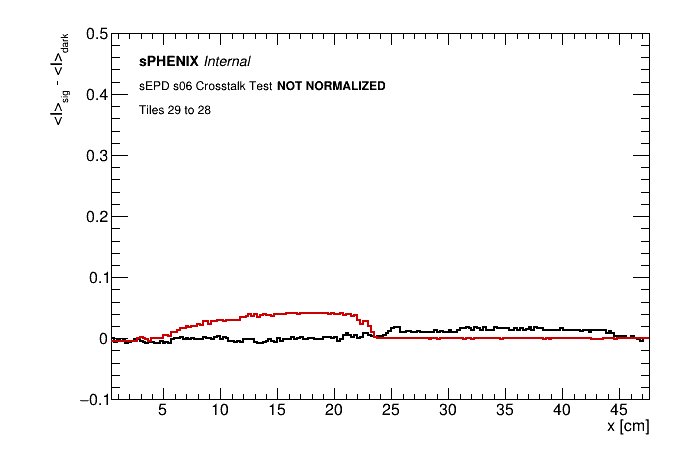 <I>sig - <I>dark
0.5
sPHENIX Internal
sEPD s06 Crosstalk Test NOT NORMALIZED
0.4
Tiles 29 to 28
0.3
0.2
0.1
0
−0.1
5 10 15 20 25 30 35 40 45
x [cm]